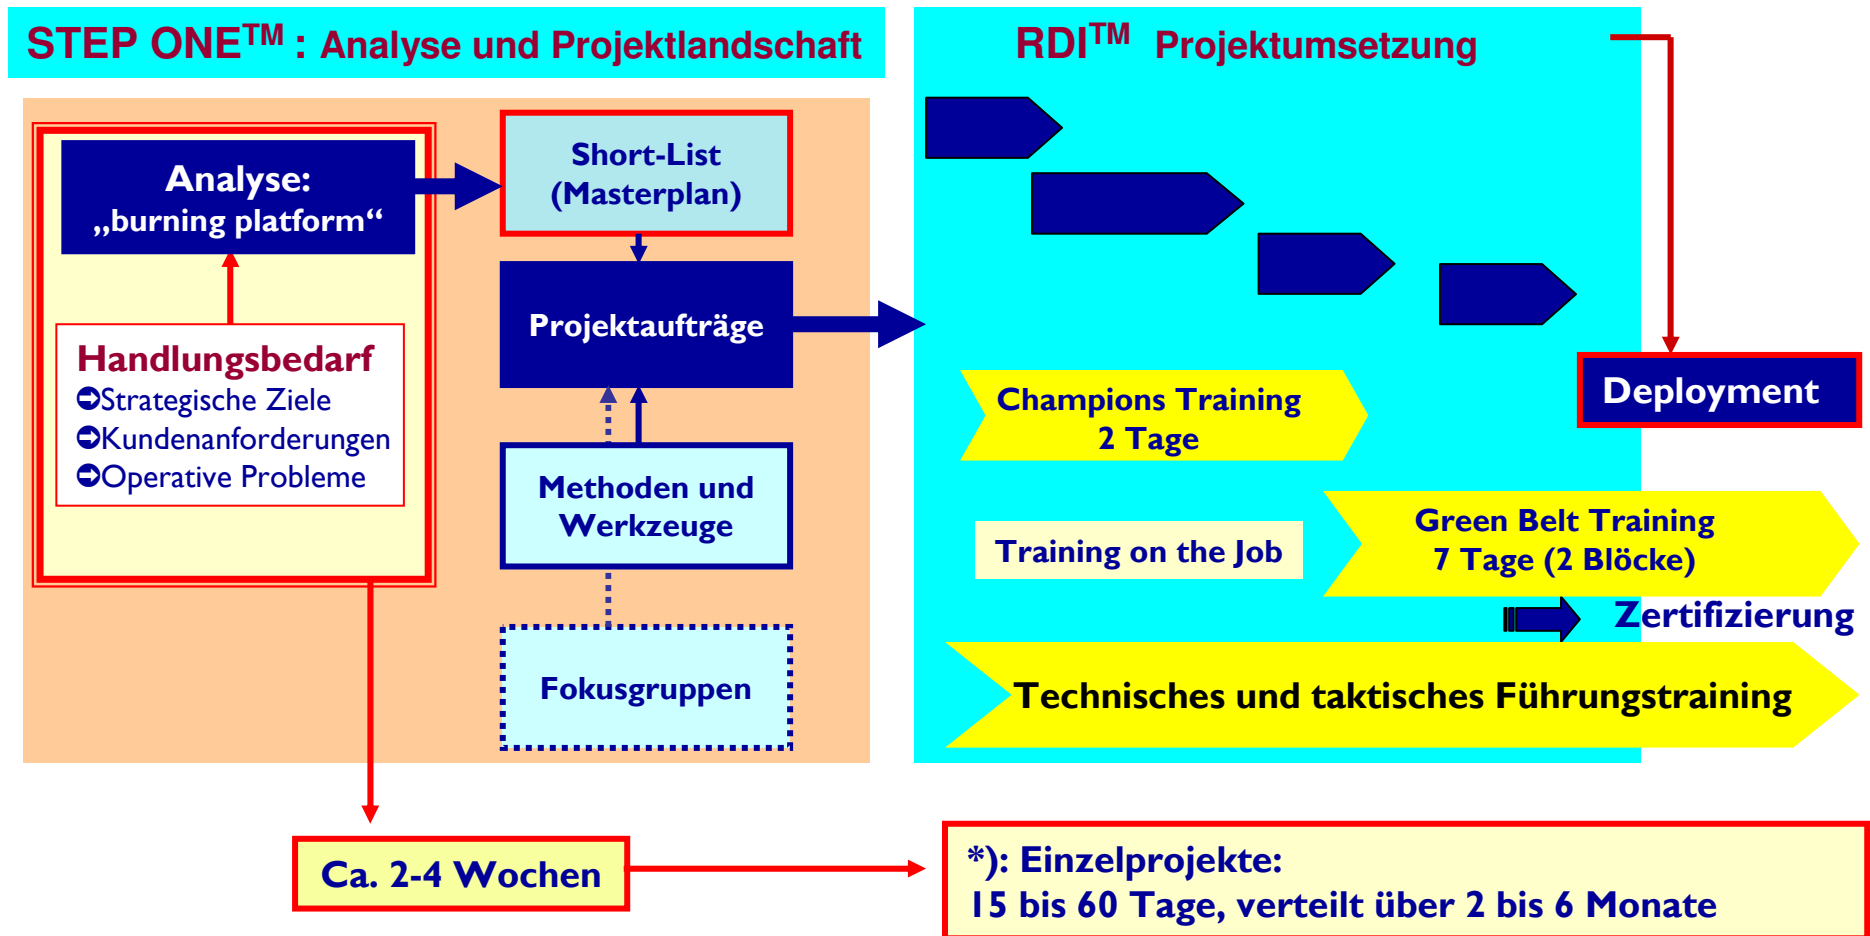 STEP ONE™ : Analyse und Projektlandschaft
RDI™ Projektumsetzung
Analyse:
„burning platform“
Handlungsbedarf
➲Strategische Ziele
➲Kundenanforderungen
➲Operative Probleme
Short-List
(Masterplan)
Projektaufträge
Methoden und
Werkzeuge
Fokusgruppen
Champions Training
2 Tage
Deployment
Training on the Job
Green Belt Training
7 Tage (2 Blöcke)
Zertifizierung
Technisches und taktisches Führungstraining
Ca. 2-4 Wochen
*): Einzelprojekte:
15 bis 60 Tage, verteilt über 2 bis 6 Monate